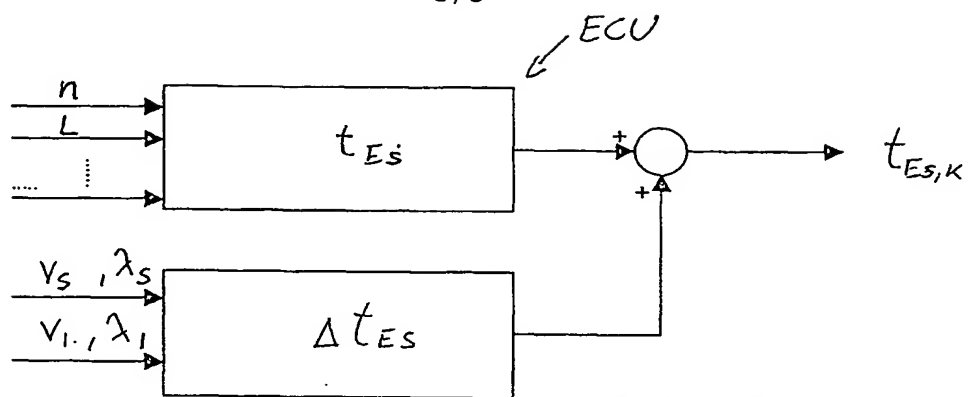 ECU
n
L
t_Es
+
+
t_Es,K
v_s , λ_s
v_1. , λ_1
Δ t_Es